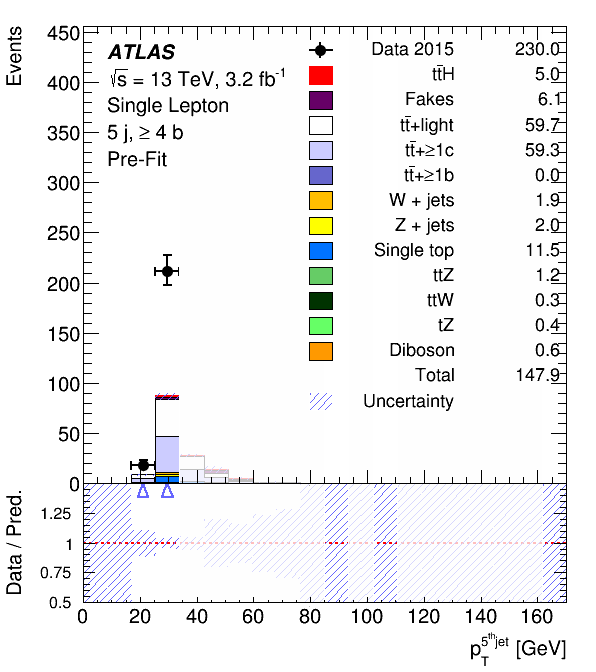 Events
450
400
350
300
250
200
150
100
50
0
ATLAS
√s = 13 TeV, 3.2 fb⁻¹
Single Lepton
5 j, ≥ 4 b
Pre-Fit
Data 2015 230.0
tt̄H 5.0
Fakes 6.1
tt̄+light 59.7
tt̄+≥1c 59.3
tt̄+≥1b 0.0
W + jets 1.9
Z + jets 2.0
Single top 11.5
ttZ 1.2
ttW 0.3
tZ 0.4
Diboson 0.6
Total 147.9
Uncertainty
Data / Pred.
1.25
1
0.75
0.5
0 20 40 60 80 100 120 140 160
p_T^{5th jet} [GeV]